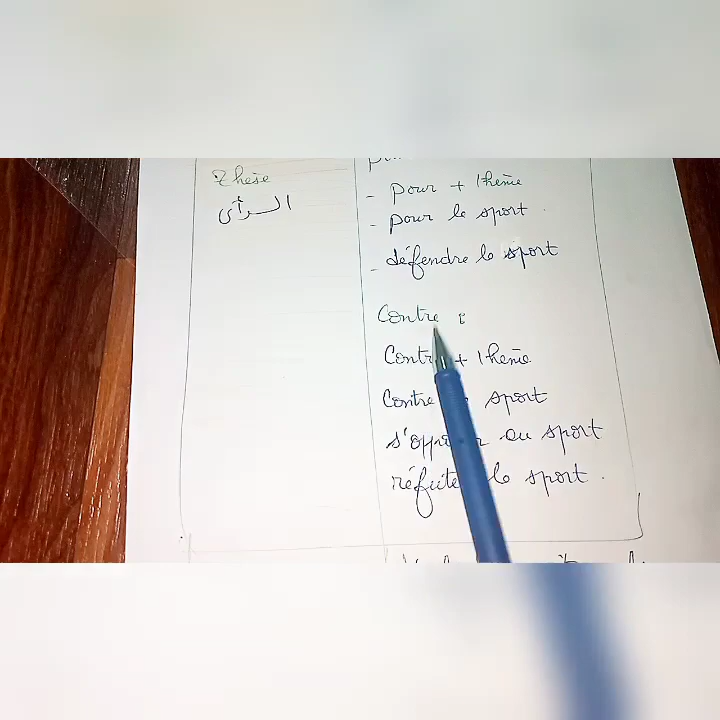 Thèse
الرأي
- pour + thème
- pour le sport
- défendre le sport
Contre :
Contre + thème
Contre sport
s'opposer au sport
réfuter le sport.